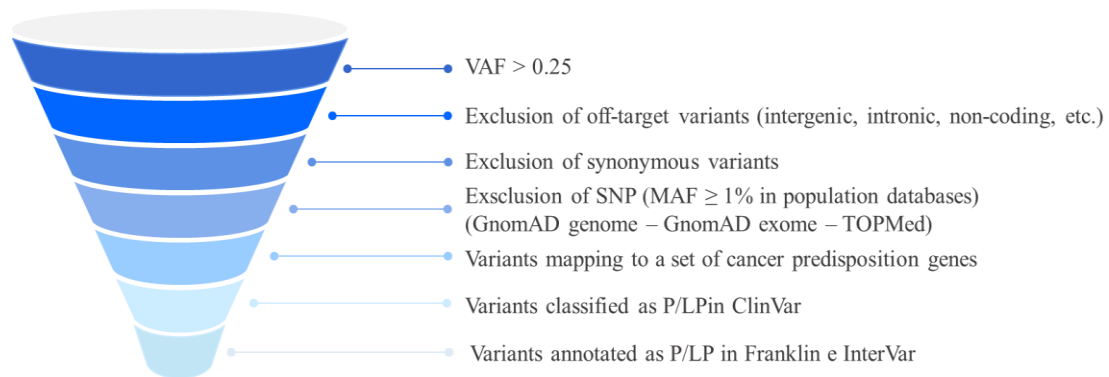 VAF > 0.25
Exclusion of off-target variants (intergenic, intronic, non-coding, etc.)
Exclusion of synonymous variants
Exsclusion of SNP (MAF ≥ 1% in population databases)
(GnomAD genome – GnomAD exome – TOPMed)
Variants mapping to a set of cancer predisposition genes
Variants classified as P/LPin ClinVar
Variants annotated as P/LP in Franklin e InterVar